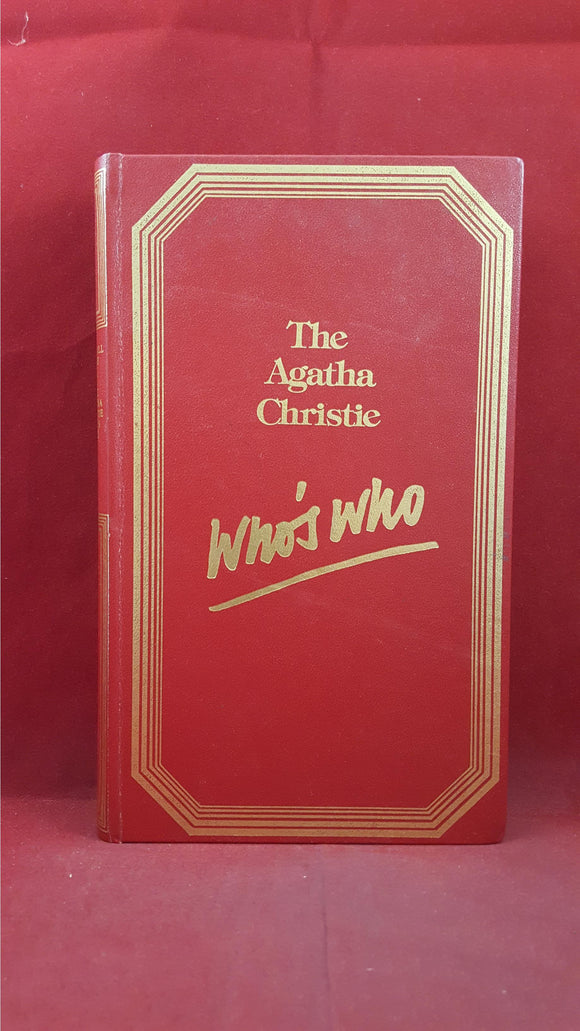 The
Agatha
Christie
Who's Who